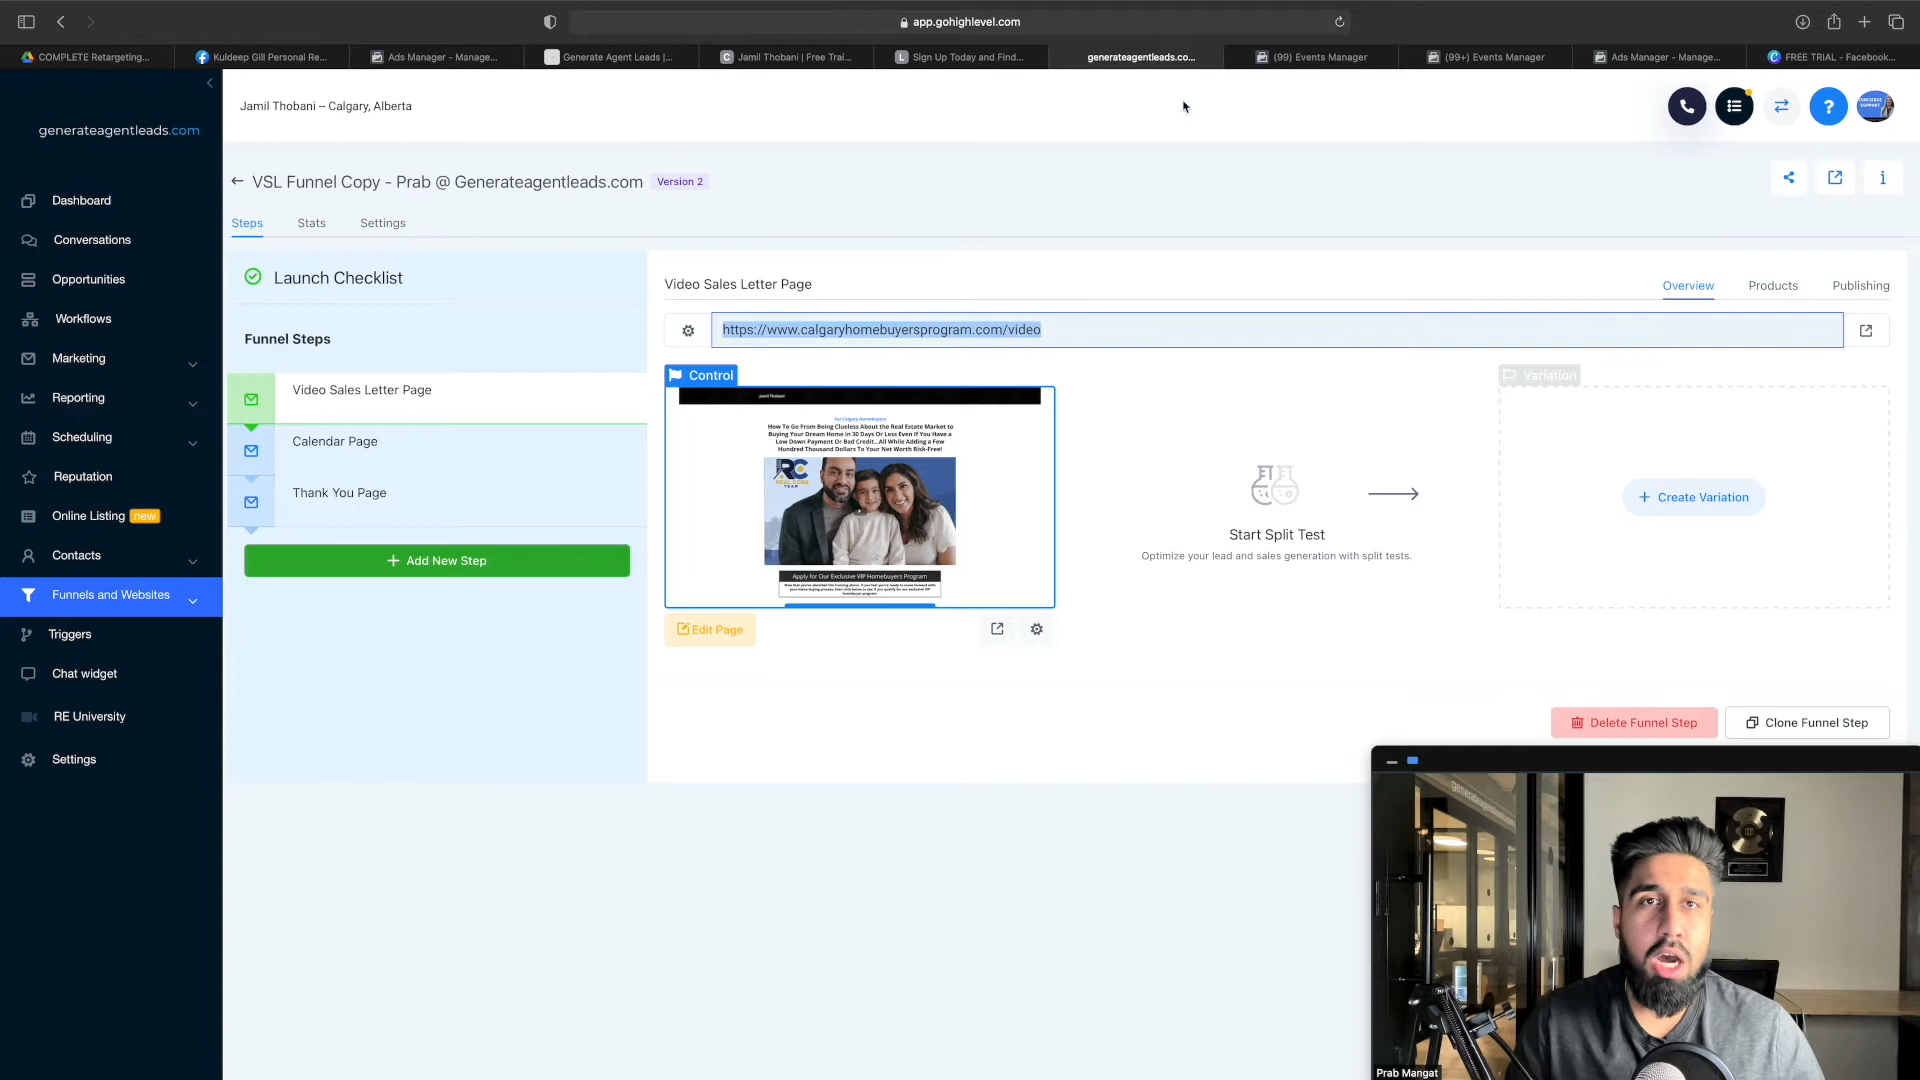 app.gohighlevel.com
COMPLETE Retargeting...
Kuldeep Gill Personal Re...
Ads Manager - Manage...
Generate Agent Leads |...
Jamil Thobani | Free Trai...
Sign Up Today and Find...
generateagentleads.co...
(99) Events Manager
(99+) Events Manager
Ads Manager - Manage...
FREE TRIAL - Facebook...
generateagentleads.com
Jamil Thobani -- Calgary, Alberta
VSL Funnel Copy - Prab @ Generateagentleads.com
Version 2
Steps
Stats
Settings
Dashboard
Conversations
Opportunities
Workflows
Marketing
Reporting
Scheduling
Reputation
Online Listing new
Contacts
Funnels and Websites
Triggers
Chat widget
RE University
Settings
Launch Checklist
Funnel Steps
Video Sales Letter Page
Calendar Page
Thank You Page
+ Add New Step
Video Sales Letter Page
Overview
Products
Publishing
https://www.calgaryhomebuyersprogram.com/video
Control
Jamil Thobani
For Calgary Homebuyers
How To Go From Being Clueless About the Real Estate Market to
Buying Your Dream Home in 30 Days Or Less Even If You Have a
Low Down Payment Or Bad Credit...All While Adding a Few
Hundred Thousand Dollars To Your Net Worth Risk-Free!
RC
REAL CORE
TEAM
Apply for Our Exclusive VIP Homebuyers Program
Edit Page
Start Split Test
Optimize your lead and sales generation with split tests.
Variation
+ Create Variation
Delete Funnel Step
Clone Funnel Step
Prab Mangat